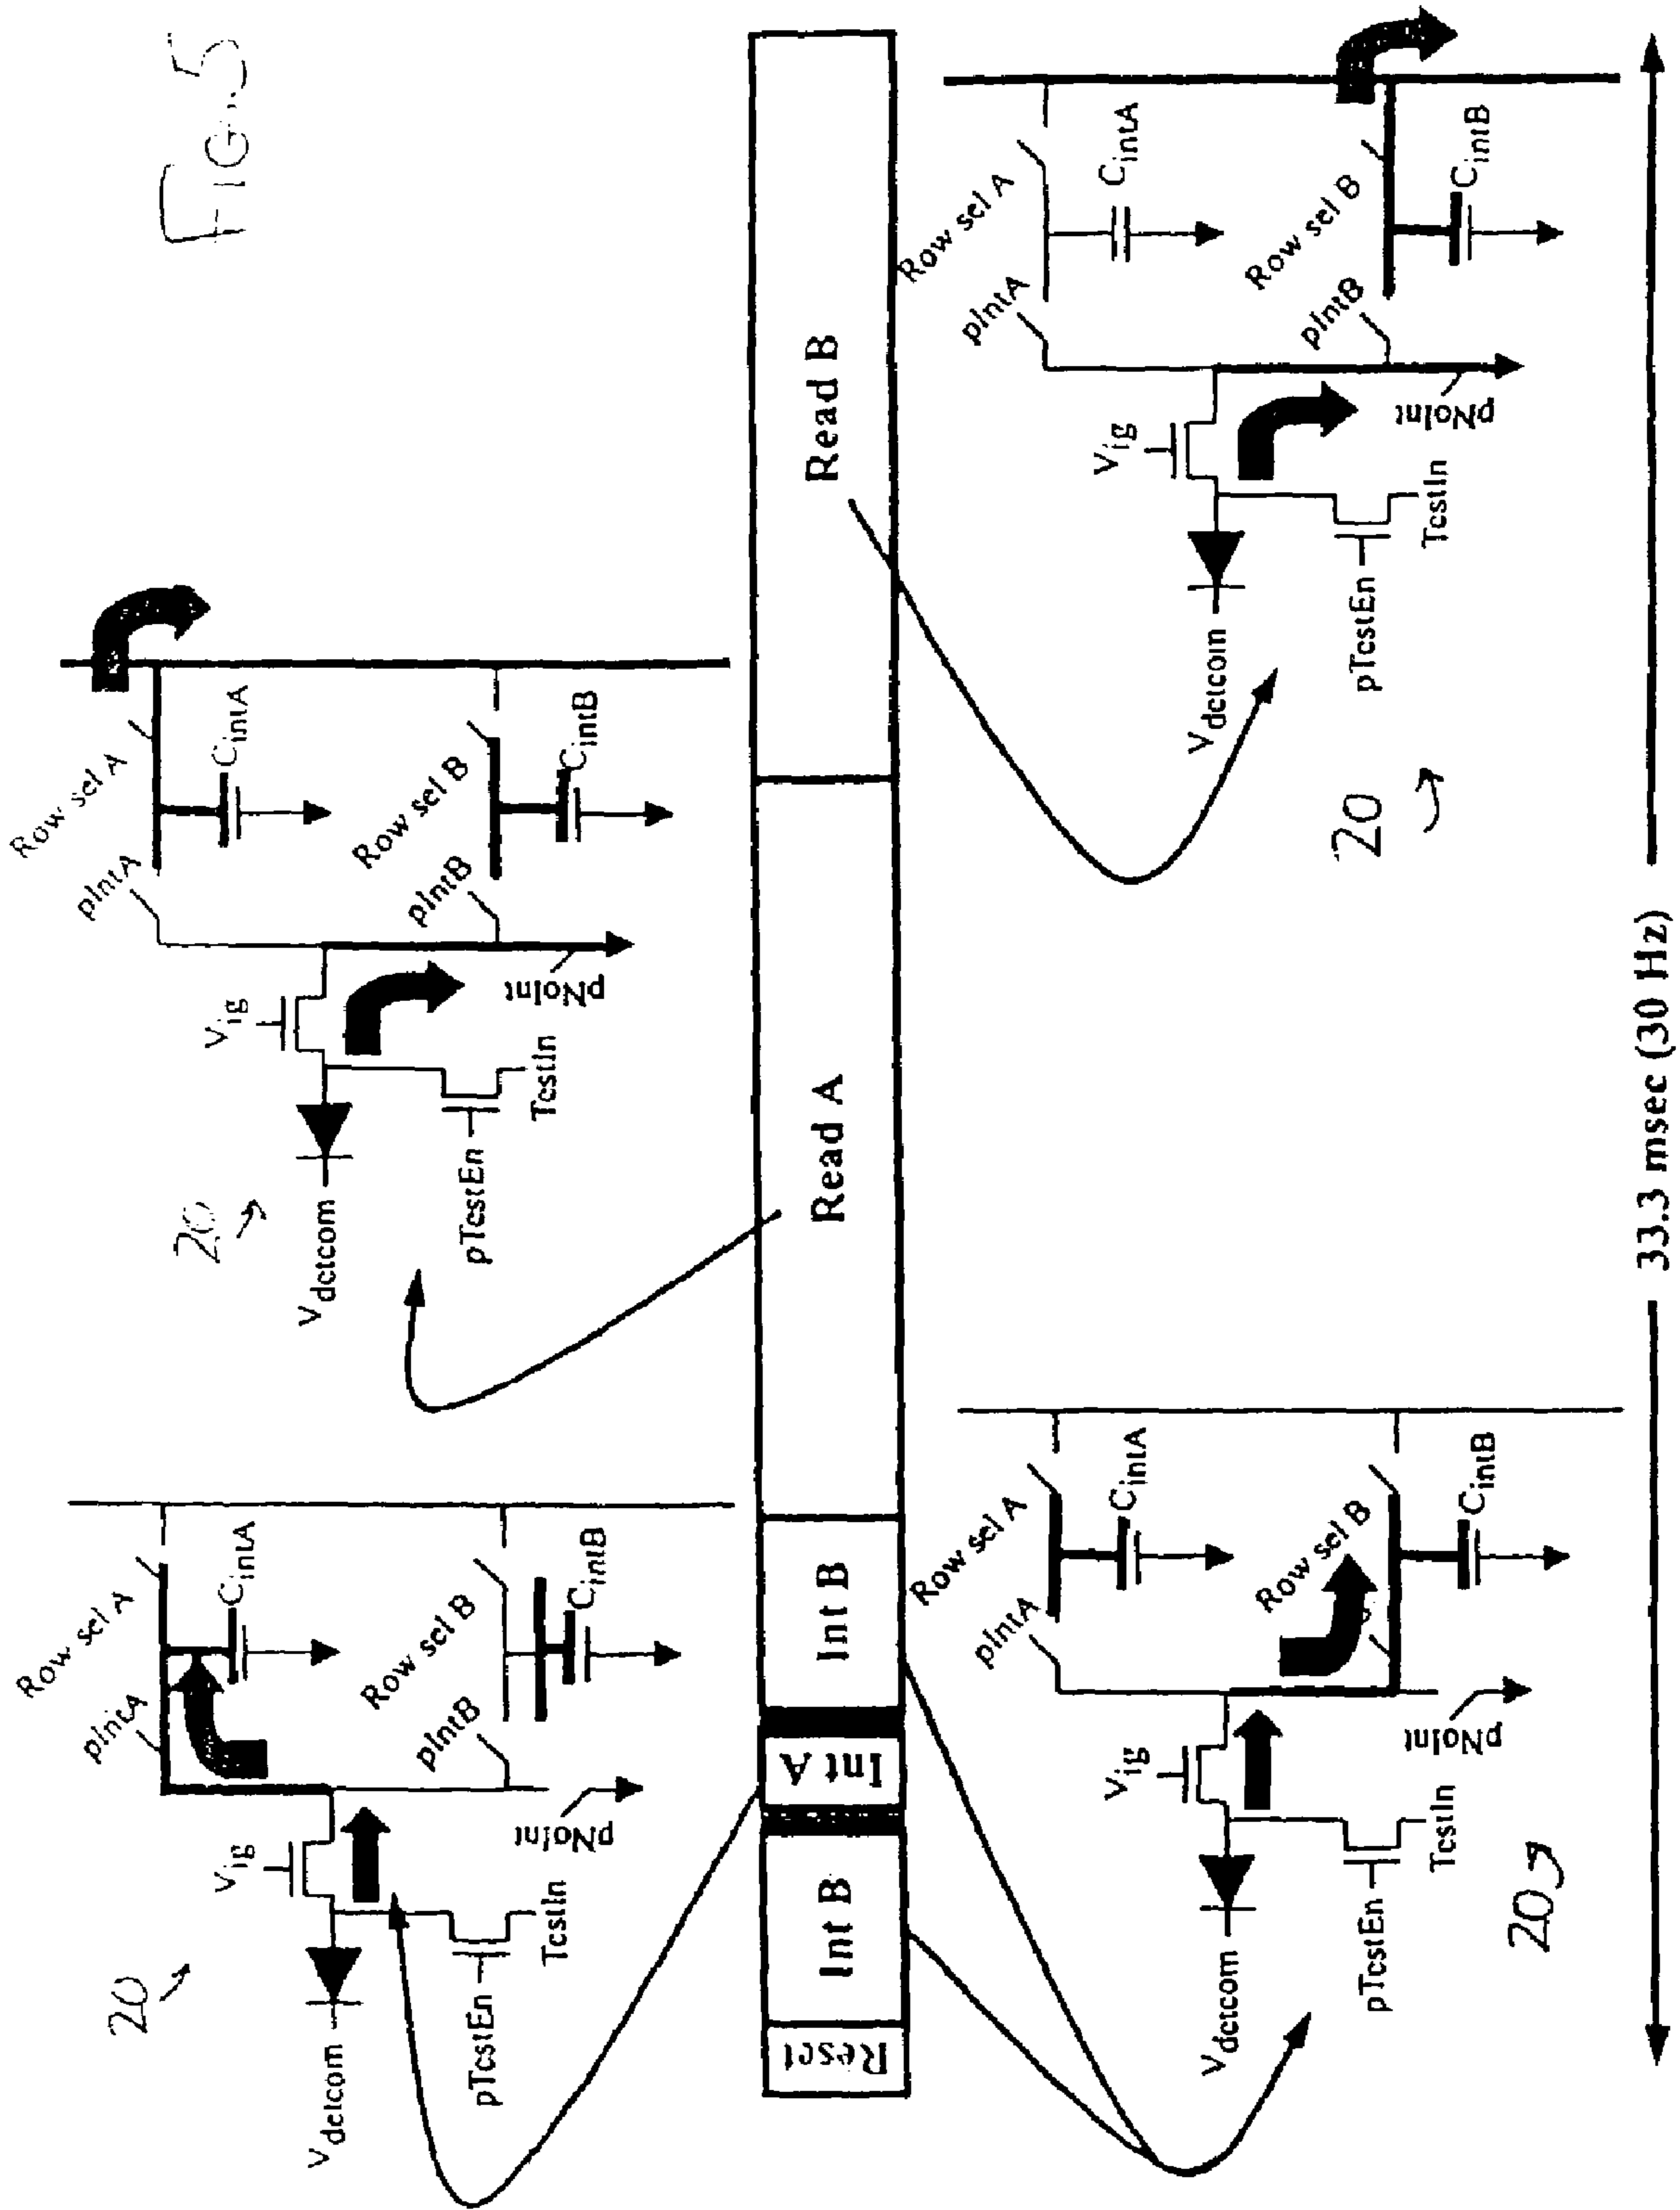 FIG. 5
20
Vdetcom
Vig
pTestEn
TestIn
pNoInt
pIntA
Row sel A
CintA
pIntB
Row sel B
CintB
20
Vdetcom
Vig
pTestEn
TestIn
pNoInt
pIntA
Row sel A
CintA
pIntB
Row sel B
CintB
Reset
Int B
Int A
Int B
Read A
Read B
Vdetcom
Vig
pTestEn
TestIn
20
pNoInt
pIntA
Row sel A
CintA
Row sel B
CintB
Vdetcom
Vig
pTestEn
TestIn
20
pNoInt
pIntA
Row sel A
CintA
pIntB
Row sel B
CintB
33.3 msec (30 Hz)